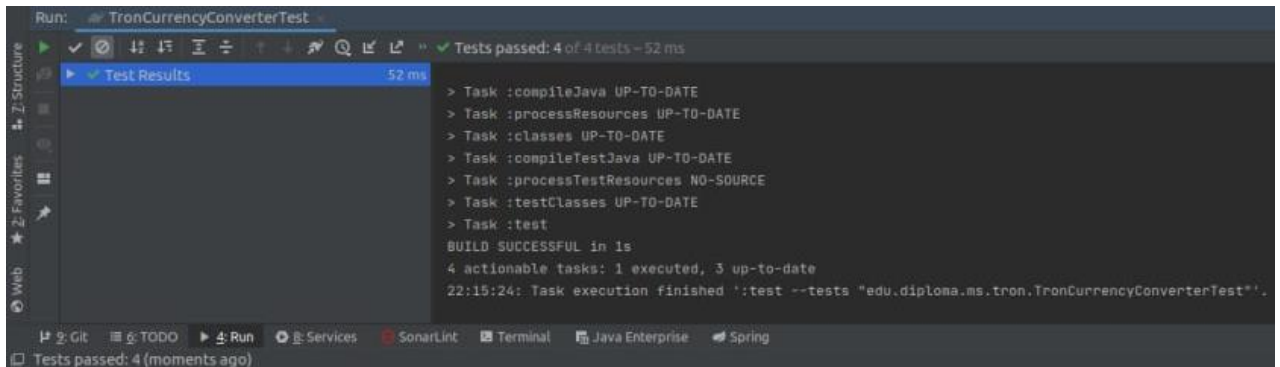 Run: TronCurrencyConverterTest
» Tests passed: 4 of 4 tests – 52 ms
Test Results 52 ms
> Task :compileJava UP-TO-DATE
> Task :processResources UP-TO-DATE
> Task :classes UP-TO-DATE
> Task :compileTestJava UP-TO-DATE
> Task :processTestResources NO-SOURCE
> Task :testClasses UP-TO-DATE
> Task :test
BUILD SUCCESSFUL in 1s
4 actionable tasks: 1 executed, 3 up-to-date
22:15:24: Task execution finished ':test --tests "edu.diploma.ms.tron.TronCurrencyConverterTest"'.
7: Structure
2: Favorites
Web
9: Git 6: TODO 4: Run 8: Services SonarLint Terminal Java Enterprise Spring
Tests passed: 4 (moments ago)